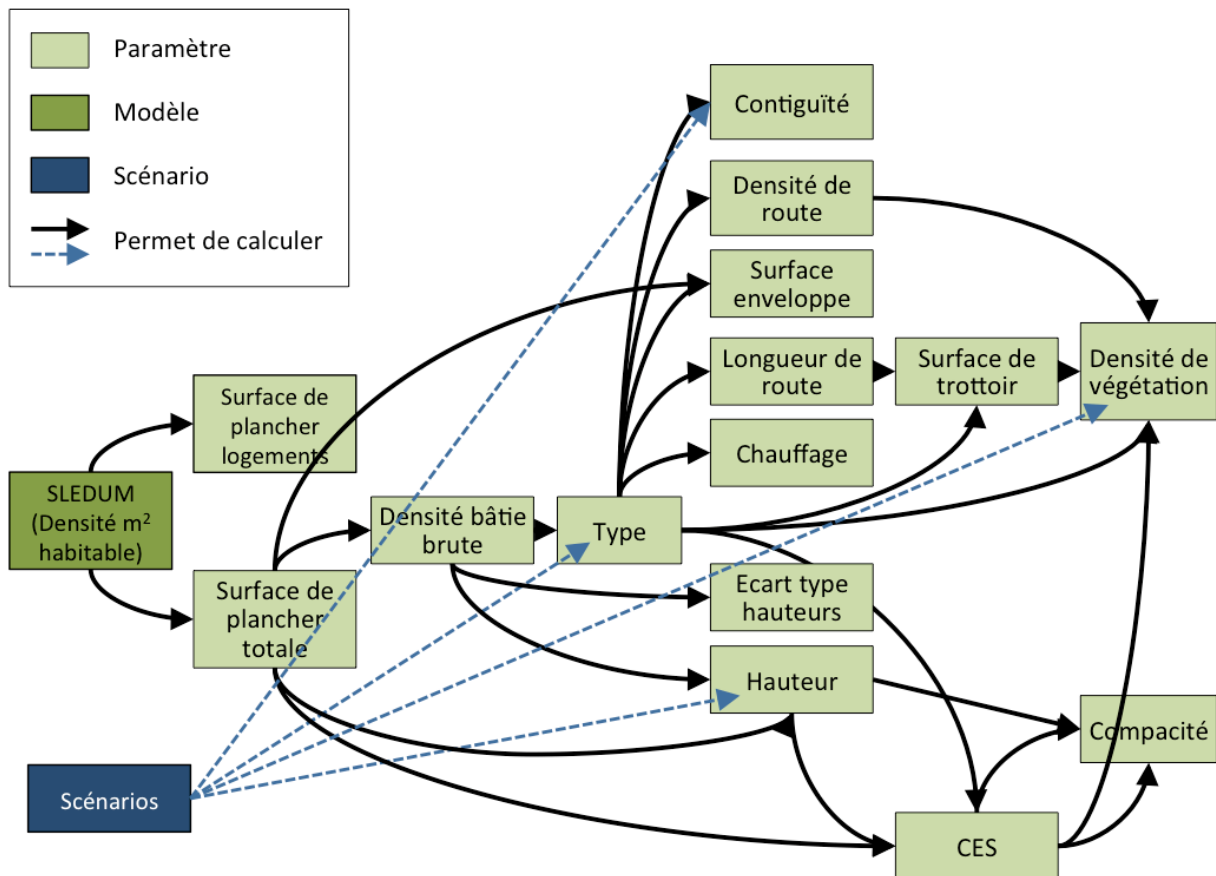 Paramètre
Modèle
Scénario
Permet de calculer
Contiguïté
Densité de
route
Surface
enveloppe
Longueur de
route
Surface de
trottoir
Densité de
végétation
Chauffage
Surface de
plancher
logements
SLEDUM
(Densité m²
habitable)
Densité bâtie
brute
Type
Surface de
plancher
totale
Ecart type
hauteurs
Hauteur
Compacité
Scénarios
CES